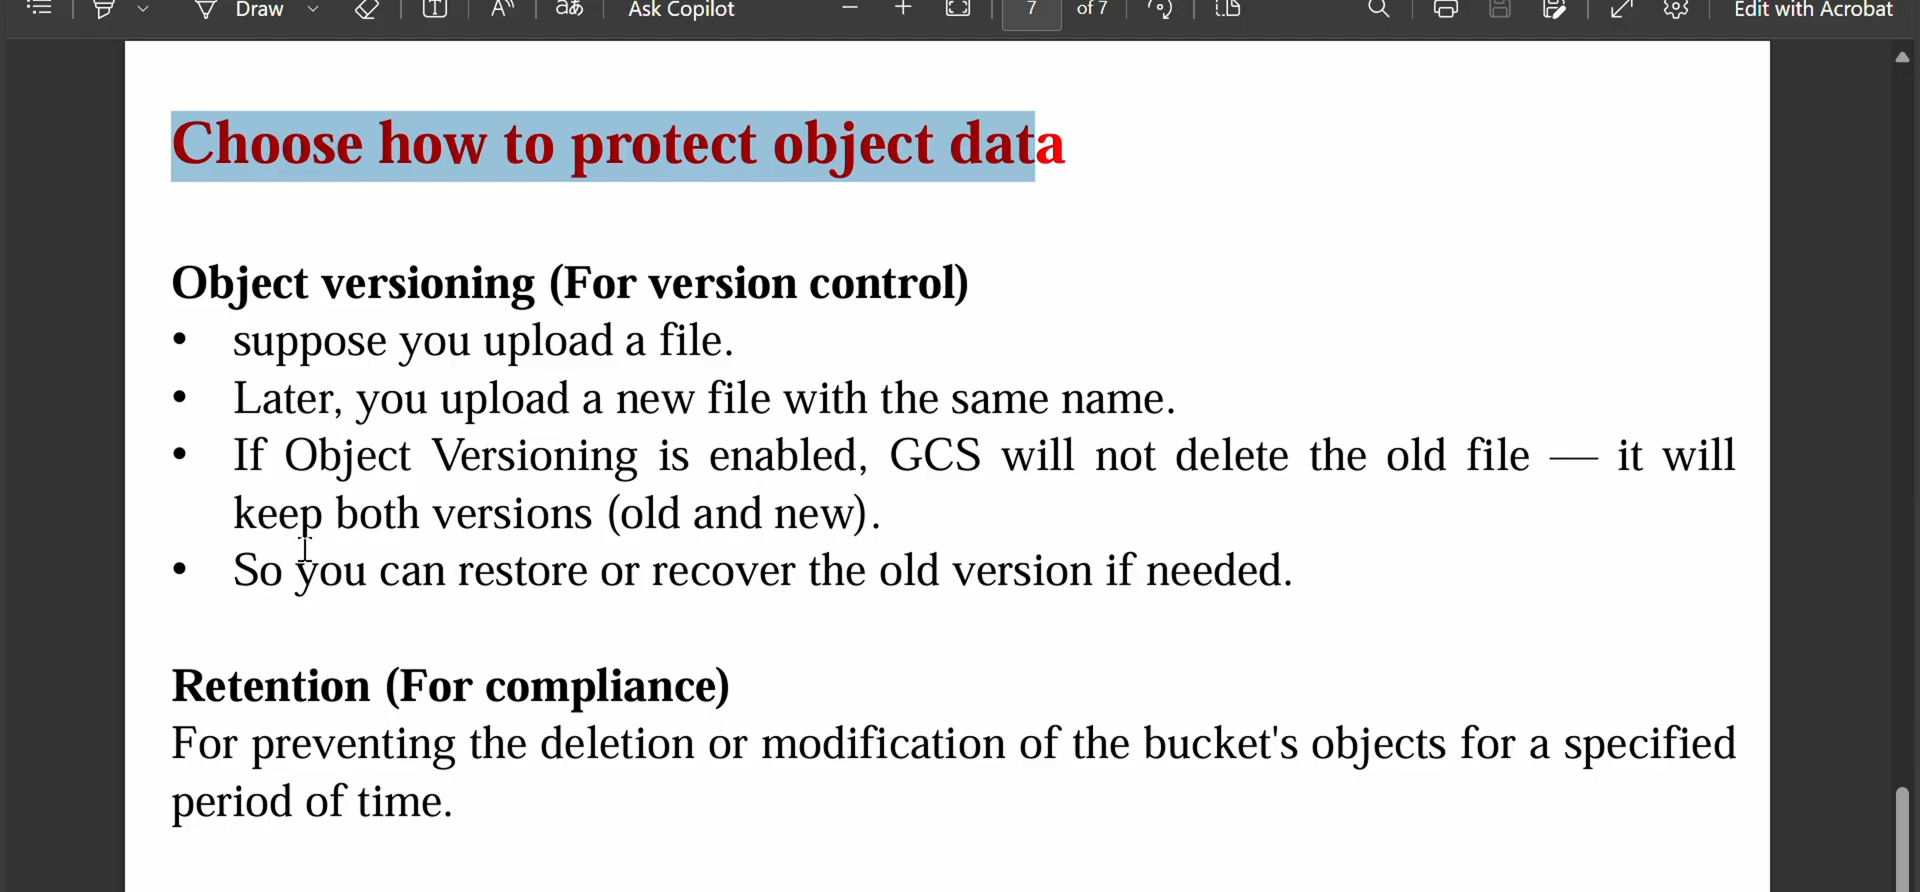 Draw Ask Copilot 7 of 7 Edit with Acrobat
Choose how to protect object data
Object versioning (For version control)
• suppose you upload a file.
• Later, you upload a new file with the same name.
• If Object Versioning is enabled, GCS will not delete the old file — it will
keep both versions (old and new).
• So you can restore or recover the old version if needed.
Retention (For compliance)
For preventing the deletion or modification of the bucket's objects for a specified
period of time.